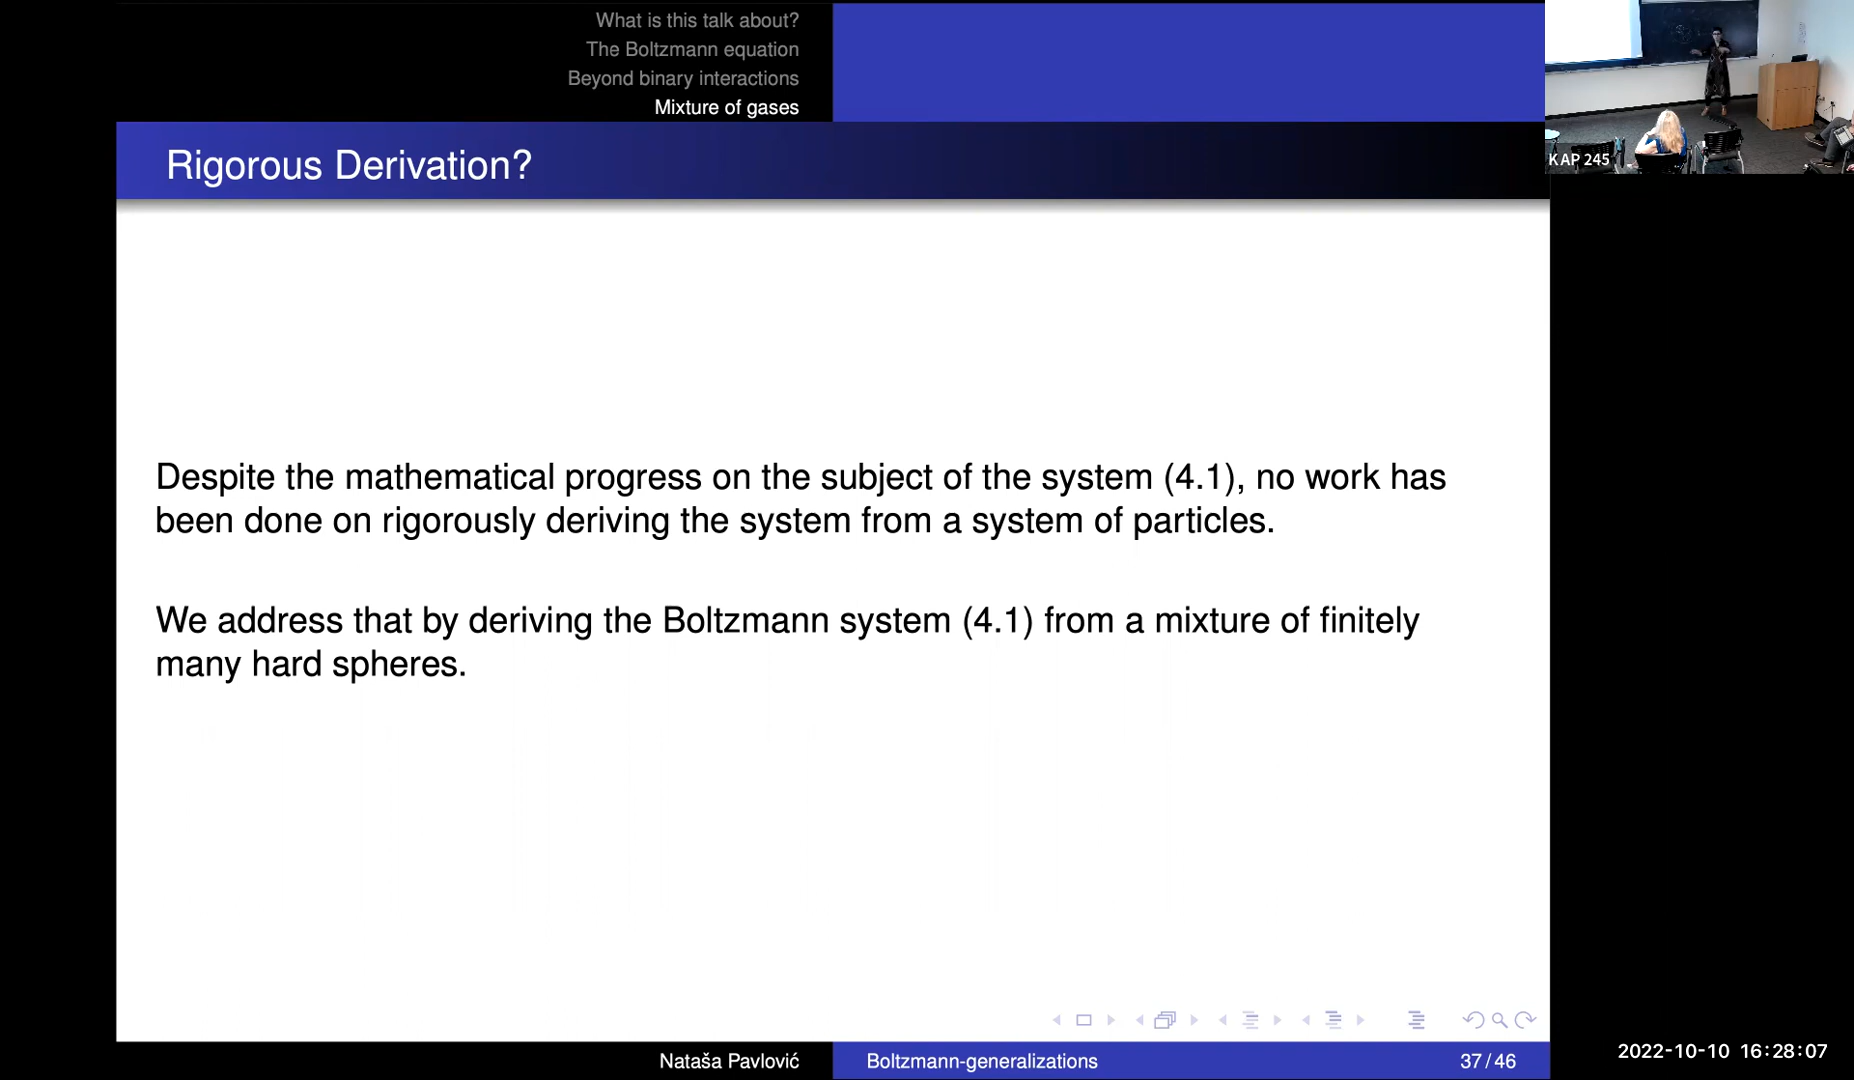 What is this talk about?
The Boltzmann equation
Beyond binary interactions
Mixture of gases
KAP 245
Rigorous Derivation?
Despite the mathematical progress on the subject of the system (4.1), no work has
been done on rigorously deriving the system from a system of particles.
We address that by deriving the Boltzmann system (4.1) from a mixture of finitely
many hard spheres.
Nataša Pavlović
Boltzmann-generalizations
37 / 46
2022-10-10 16:28:07